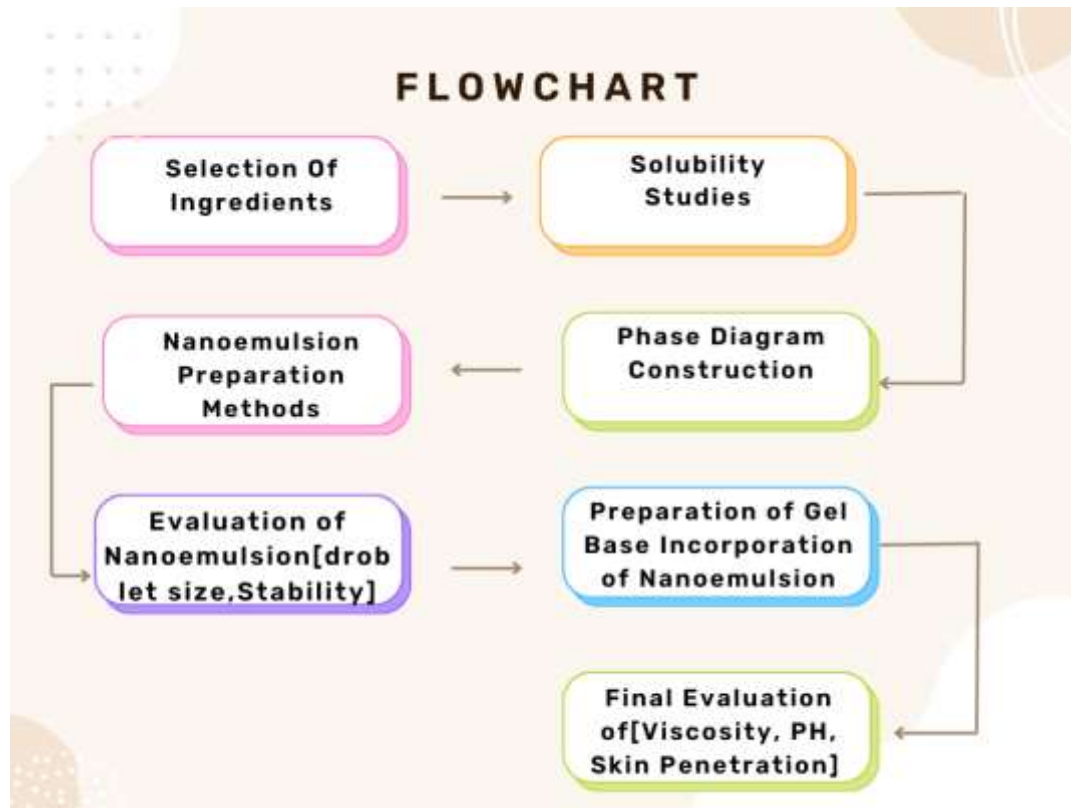 FLOWCHART
Selection Of
Ingredients
Solubility
Studies
Phase Diagram
Construction
Nanoemulsion
Preparation
Methods
Evaluation of
Nanoemulsion[drob
let size,Stability]
Preparation of Gel
Base Incorporation
of Nanoemulsion
Final Evaluation
of[Viscosity, PH,
Skin Penetration]